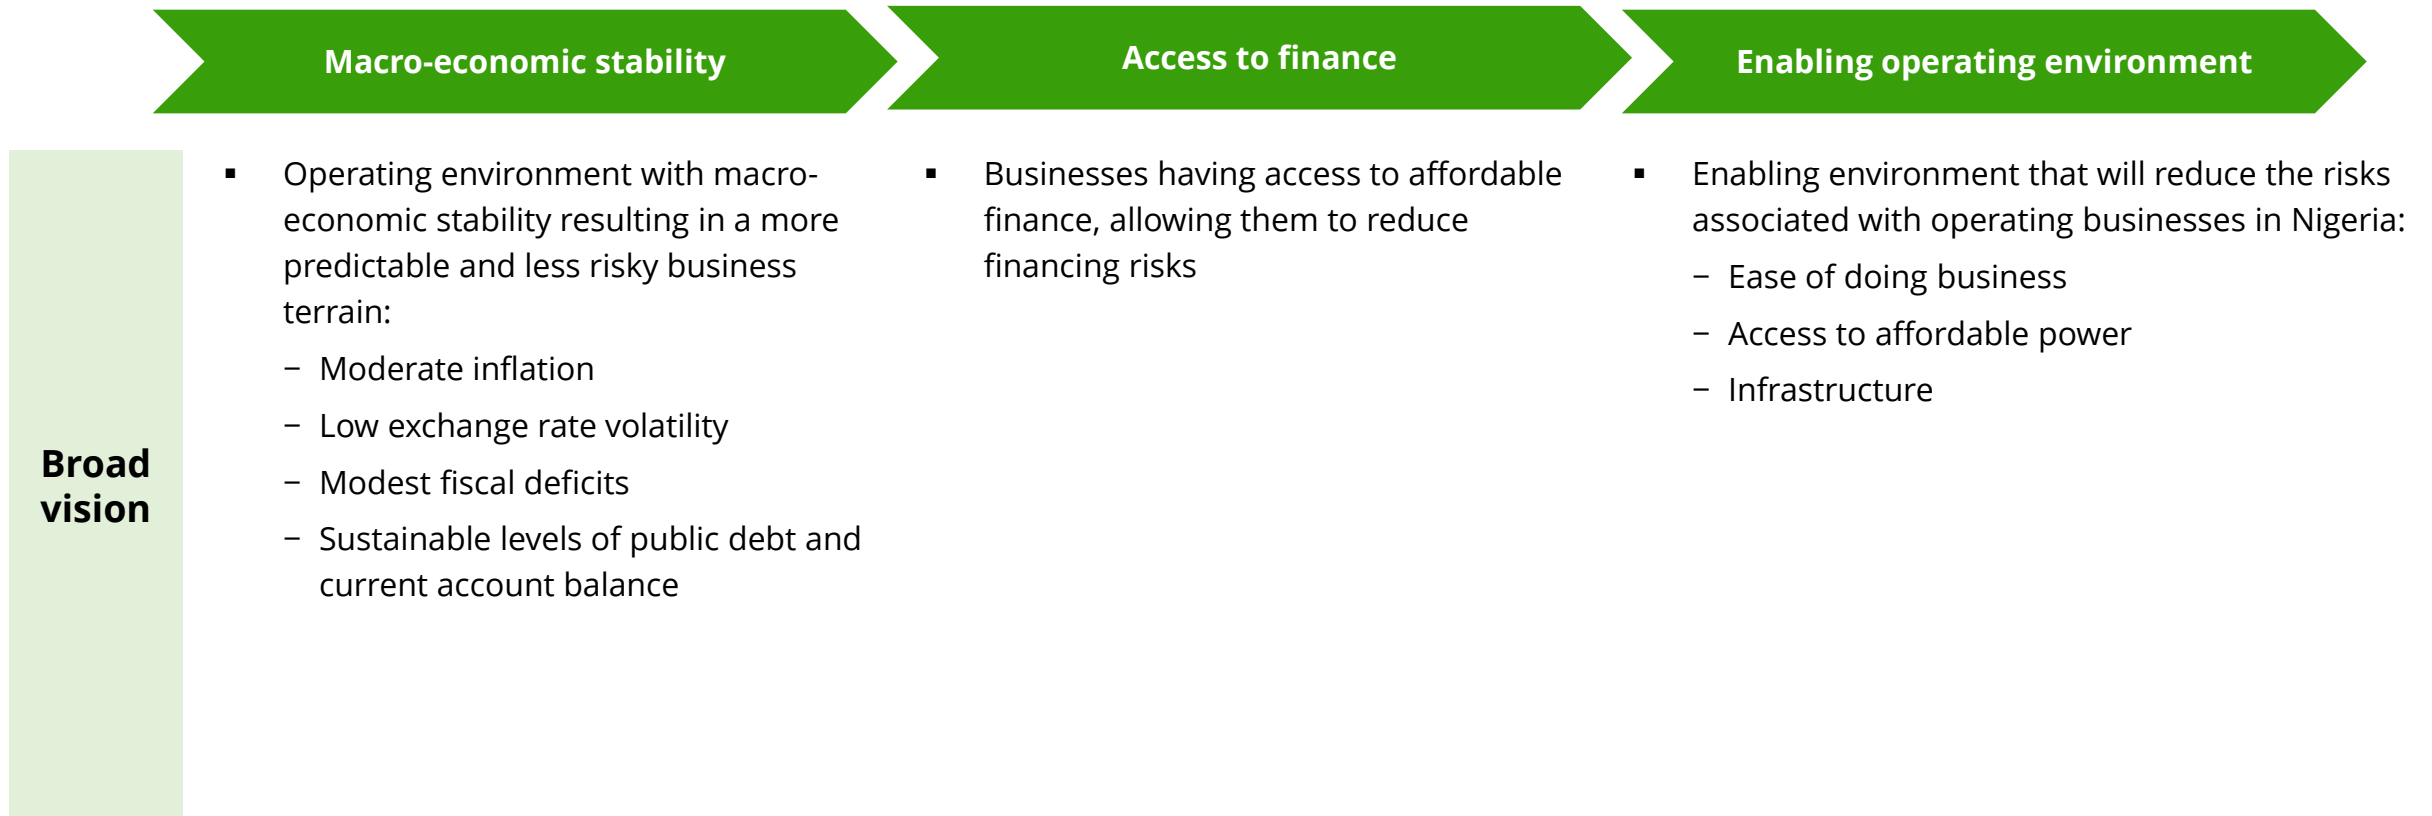 Macro-economic stability
Access to finance
Enabling operating environment
Broad
vision
▪ Operating environment with macro-
economic stability resulting in a more
predictable and less risky business
terrain:
– Moderate inflation
– Low exchange rate volatility
– Modest fiscal deficits
– Sustainable levels of public debt and
current account balance
▪ Businesses having access to affordable
finance, allowing them to reduce
financing risks
▪ Enabling environment that will reduce the risks
associated with operating businesses in Nigeria:
– Ease of doing business
– Access to affordable power
– Infrastructure